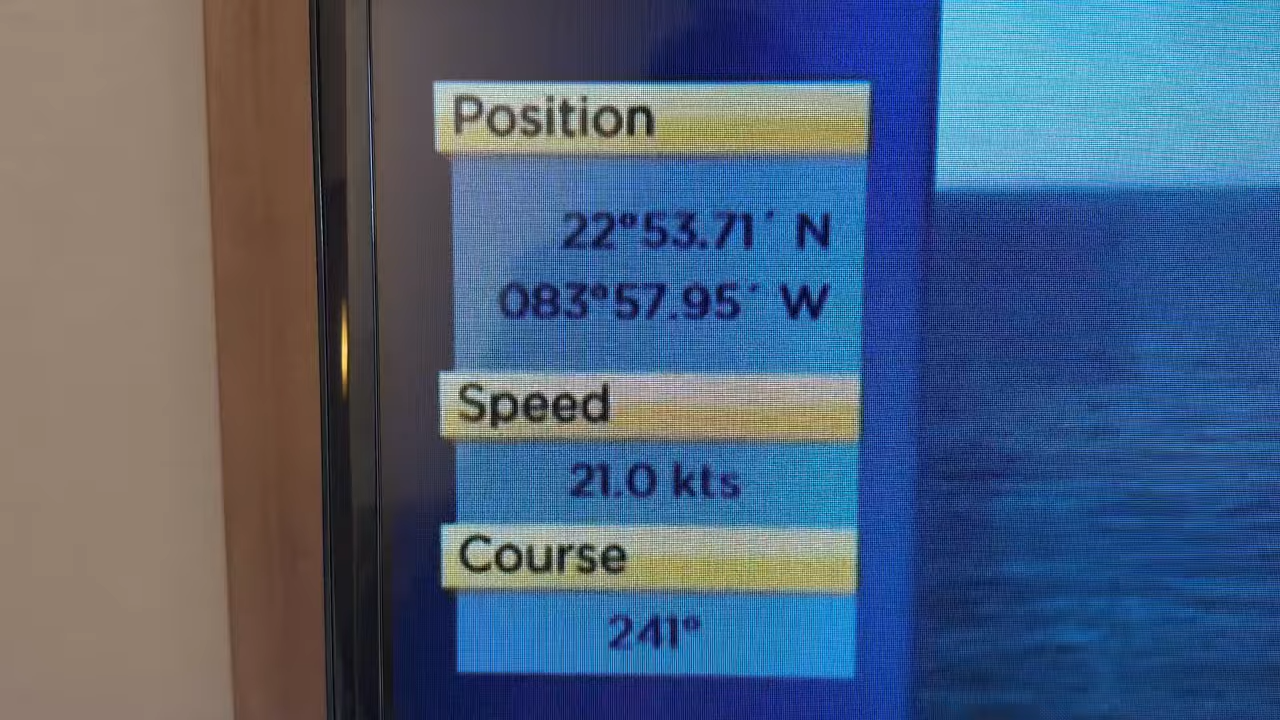 Position
22°53.71´ N
083°57.95´ W
Speed
21.0 kts
Course
241°